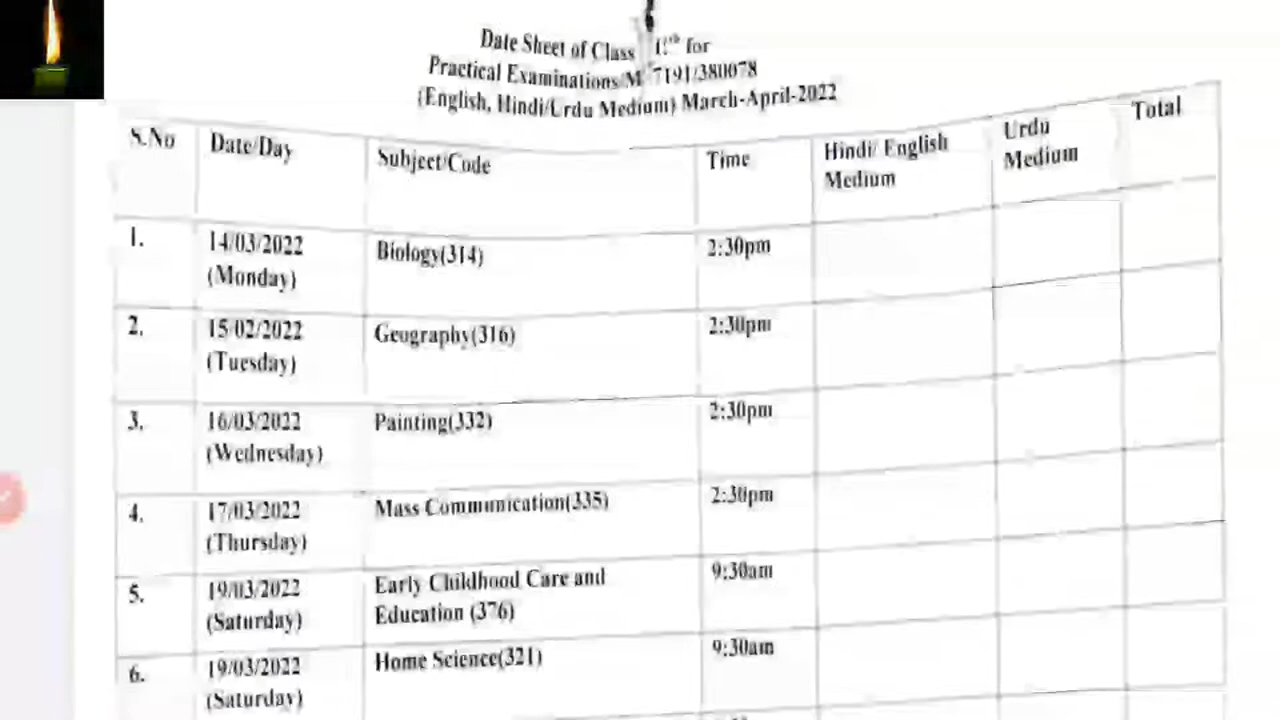 Date Sheet of Class th for
Practical Examinations/M 7191/380078
(English, Hindi/Urdu Medium) March-April-2022
S.No Date/Day Subject/Code Time Hindi/ English Medium Urdu Medium Total
1. 14/03/2022 (Monday) Biology(314) 2:30pm
2. 15/02/2022 (Tuesday) Geography(316) 2:30pm
3. 16/03/2022 (Wednesday) Painting(332) 2:30pm
4. 17/03/2022 (Thursday) Mass Communication(335) 2:30pm
5. 19/03/2022 (Saturday) Early Childhood Care and Education (376) 9:30am
6. 19/03/2022 (Saturday) Home Science(321) 9:30am